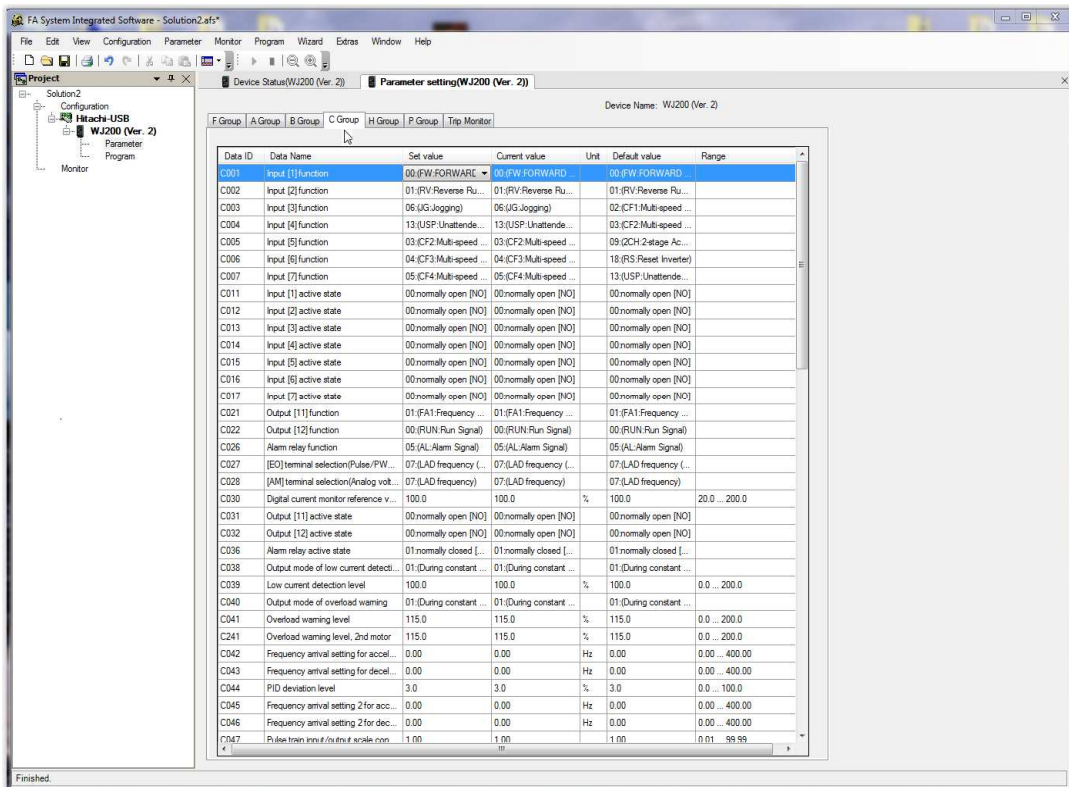 FA System Integrated Software - Solution2.afs*
File Edit View Configuration Parameter Monitor Program Wizard Extras Window Help
Project
Device Status(WJ200 (Ver. 2)) Parameter setting(WJ200 (Ver. 2))
Solution2
Configuration
Hitachi-USB
WJ200 (Ver. 2)
Parameter
Program
Monitor
Device Name: WJ200 (Ver. 2)
F Group A Group B Group C Group H Group P Group Trip Monitor
Data ID Data Name Set value Current value Unit Default value Range
C001 Input [1] function 00:(FW:FORWARD 00:(FW:FORWARD ... 00:(FW:FORWARD ...
C002 Input [2] function 01:(RV:Reverse Ru... 01:(RV:Reverse Ru... 01:(RV:Reverse Ru...
C003 Input [3] function 06:(JG:Jogging) 06:(JG:Jogging) 02:(CF1:Multi-speed ...
C004 Input [4] function 13:(USP:Unattende... 13:(USP:Unattende... 03:(CF2:Multi-speed ...
C005 Input [5] function 03:(CF2:Multi-speed ... 03:(CF2:Multi-speed ... 09:(2CH:2-stage Ac...
C006 Input [6] function 04:(CF3:Multi-speed ... 04:(CF3:Multi-speed ... 18:(RS:Reset Inverter)
C007 Input [7] function 05:(CF4:Multi-speed ... 05:(CF4:Multi-speed ... 13:(USP:Unattende...
C011 Input [1] active state 00:normally open [NO] 00:normally open [NO] 00:normally open [NO]
C012 Input [2] active state 00:normally open [NO] 00:normally open [NO] 00:normally open [NO]
C013 Input [3] active state 00:normally open [NO] 00:normally open [NO] 00:normally open [NO]
C014 Input [4] active state 00:normally open [NO] 00:normally open [NO] 00:normally open [NO]
C015 Input [5] active state 00:normally open [NO] 00:normally open [NO] 00:normally open [NO]
C016 Input [6] active state 00:normally open [NO] 00:normally open [NO] 00:normally open [NO]
C017 Input [7] active state 00:normally open [NO] 00:normally open [NO] 00:normally open [NO]
C021 Output [11] function 01:(FA1:Frequency ... 01:(FA1:Frequency ... 01:(FA1:Frequency ...
C022 Output [12] function 00:(RUN:Run Signal) 00:(RUN:Run Signal) 00:(RUN:Run Signal)
C026 Alarm relay function 05:(AL:Alarm Signal) 05:(AL:Alarm Signal) 05:(AL:Alarm Signal)
C027 [EO] terminal selection(Pulse/PW... 07:(LAD frequency (... 07:(LAD frequency (... 07:(LAD frequency (...
C028 [AM] terminal selection(Analog volt... 07:(LAD frequency) 07:(LAD frequency) 07:(LAD frequency)
C030 Digital current monitor reference v... 100.0 100.0 % 100.0 20.0 ... 200.0
C031 Output [11] active state 00:normally open [NO] 00:normally open [NO] 00:normally open [NO]
C032 Output [12] active state 00:normally open [NO] 00:normally open [NO] 00:normally open [NO]
C036 Alarm relay active state 01:normally closed [... 01:normally closed [... 01:normally closed [...
C038 Output mode of low current detecti... 01:(During constant ... 01:(During constant ... 01:(During constant ...
C039 Low current detection level 100.0 100.0 % 100.0 0.0 ... 200.0
C040 Output mode of overload warning 01:(During constant ... 01:(During constant ... 01:(During constant ...
C041 Overload warning level 115.0 115.0 % 115.0 0.0 ... 200.0
C241 Overload warning level, 2nd motor 115.0 115.0 % 115.0 0.0 ... 200.0
C042 Frequency arrival setting for accel... 0.00 0.00 Hz 0.00 0.00 ... 400.00
C043 Frequency arrival setting for decel... 0.00 0.00 Hz 0.00 0.00 ... 400.00
C044 PID deviation level 3.0 3.0 % 3.0 0.0 ... 100.0
C045 Frequency arrival setting 2 for acc... 0.00 0.00 Hz 0.00 0.00 ... 400.00
C046 Frequency arrival setting 2 for dec... 0.00 0.00 Hz 0.00 0.00 ... 400.00
C047 Pulse train input/output scale con... 1.00 1.00 1.00 0.01 ... 99.99
Finished.